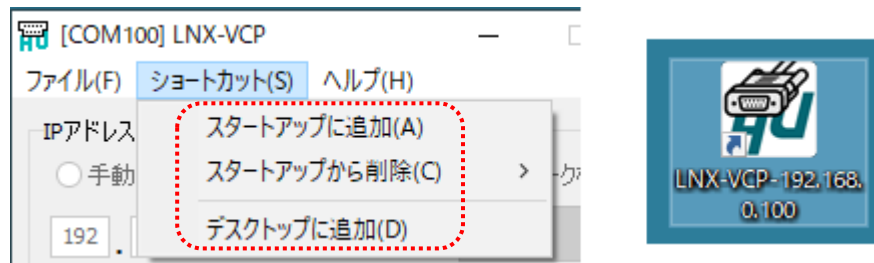 [COM100] LNX-VCP
ファイル(F) ショートカット(S) ヘルプ(H)
IPアドレス
スタートアップに追加(A)
手動
スタートアップから削除(C)
デスクトップに追加(D)
192 .
LNX-VCP-192.168.
0.100